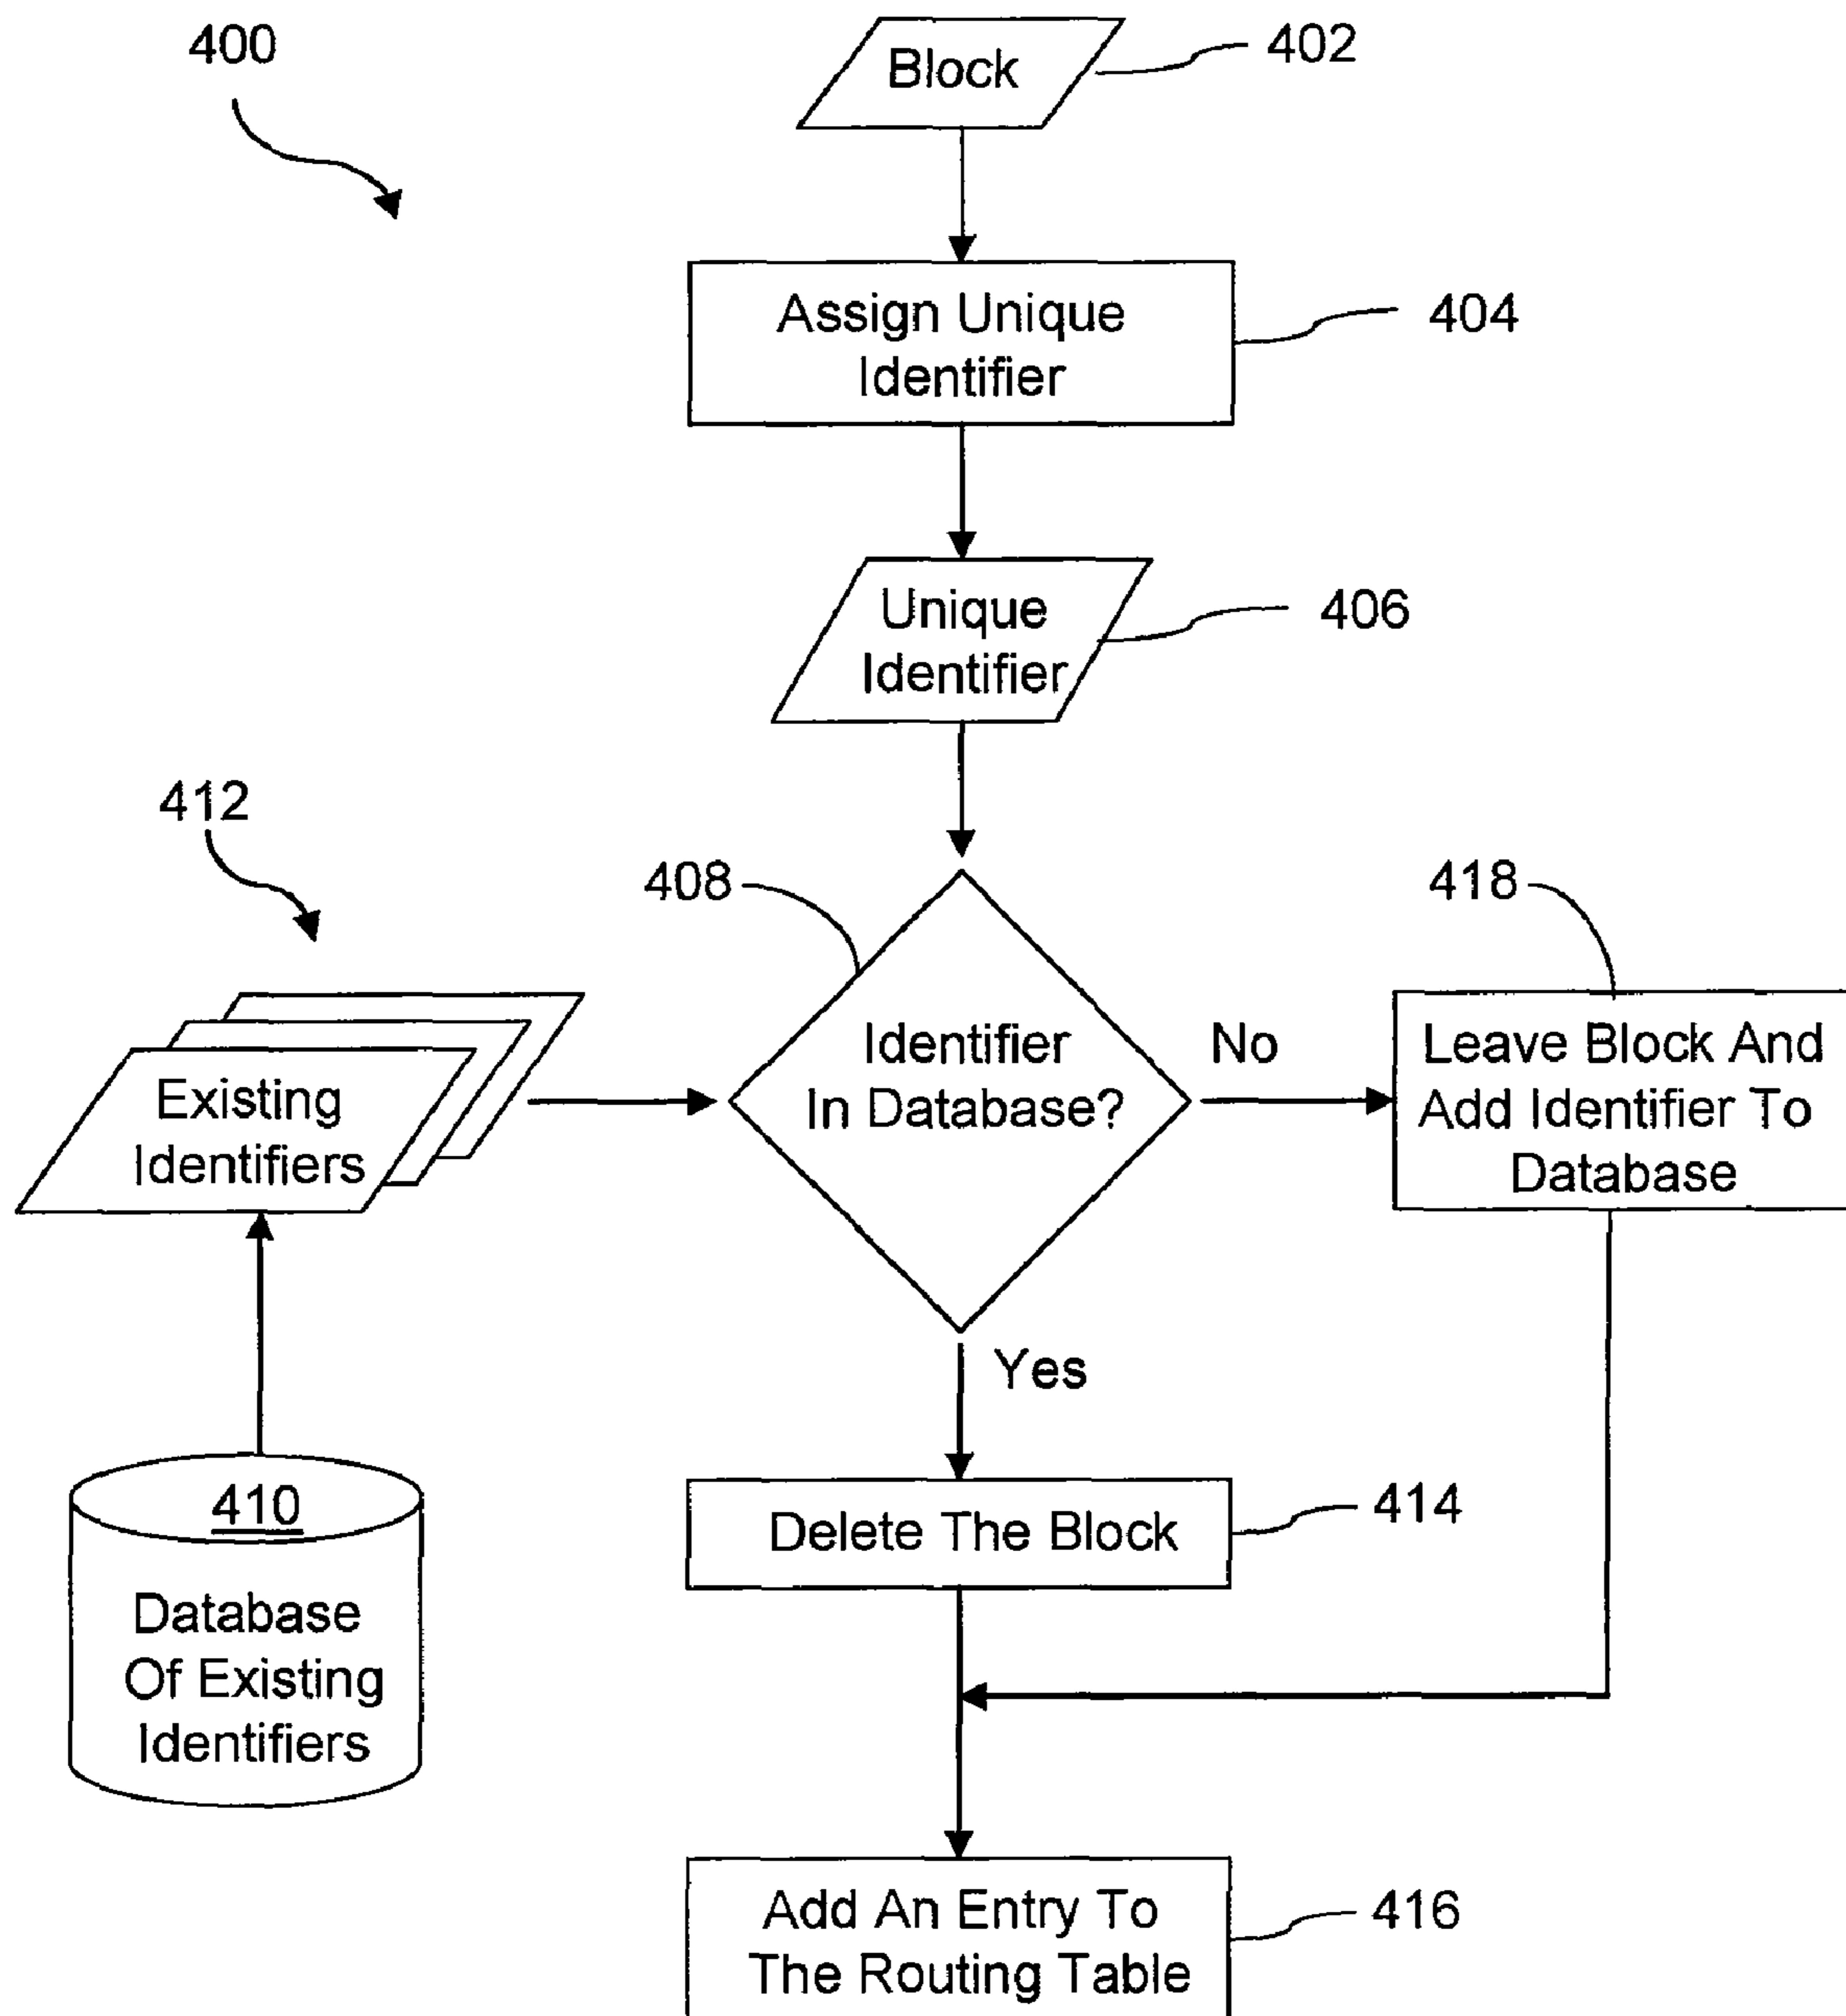 400
Block
402
Assign Unique
Identifier
404
Unique
Identifier
406
412
408
418
Existing
Identifiers
Identifier
In Database?
No
Leave Block And
Add Identifier To
Database
Yes
410
Database
Of Existing
Identifiers
Delete The Block
414
Add An Entry To
The Routing Table
416